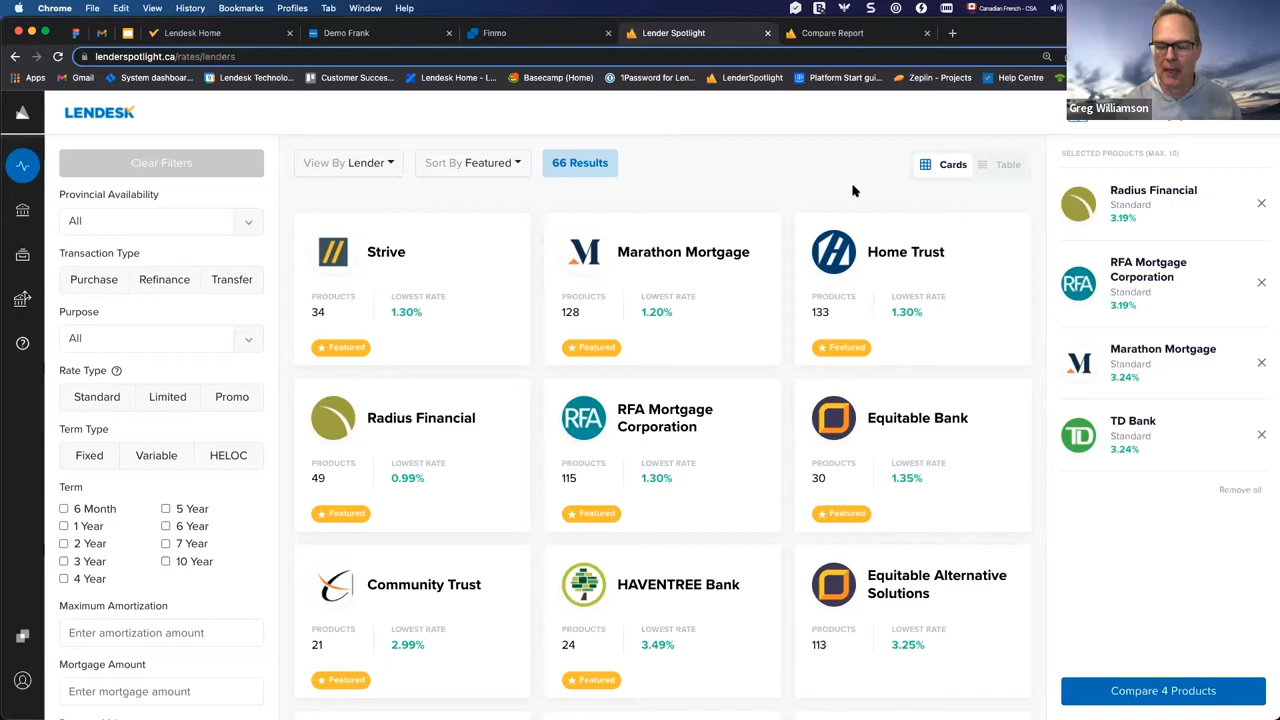 Chrome File Edit View History Bookmarks Profiles Tab Window Help
Canadian French - CSA
Lendesk Home
Demo Frank
Finmo
Lender Spotlight
Compare Report
lenderspotlight.ca/rates/lenders
Apps
Gmail
System dashboar...
Lendesk Technolo...
Customer Success...
Lendesk Home - L...
Basecamp (Home)
1Password for Len...
LenderSpotlight
Platform Start gui...
Zeplin - Projects
Help Centre
Greg Williamson
LENDESK
Clear Filters
Provincial Availability
All
Transaction Type
Purchase Refinance Transfer
Purpose
All
Rate Type
Standard Limited Promo
Term Type
Fixed Variable HELOC
Term
6 Month 5 Year
1 Year 6 Year
2 Year 7 Year
3 Year 10 Year
4 Year
Maximum Amortization
Enter amortization amount
Mortgage Amount
Enter mortgage amount
View By Lender
Sort By Featured
66 Results
Cards
Table
Strive
PRODUCTS LOWEST RATE
34 1.30%
Featured
Marathon Mortgage
PRODUCTS LOWEST RATE
128 1.20%
Featured
Home Trust
PRODUCTS LOWEST RATE
133 1.30%
Featured
Radius Financial
PRODUCTS LOWEST RATE
49 0.99%
Featured
RFA
RFA Mortgage
Corporation
PRODUCTS LOWEST RATE
115 1.30%
Featured
Equitable Bank
PRODUCTS LOWEST RATE
30 1.35%
Featured
Community Trust
PRODUCTS LOWEST RATE
21 2.99%
Featured
HAVENTREE Bank
PRODUCTS LOWEST RATE
24 3.49%
Featured
Equitable Alternative
Solutions
PRODUCTS LOWEST RATE
113 3.25%
SELECTED PRODUCTS (MAX. 10)
Radius Financial
Standard
3.19%
RFA
RFA Mortgage
Corporation
Standard
3.19%
M
Marathon Mortgage
Standard
3.24%
TD
TD Bank
Standard
3.24%
Remove all
Compare 4 Products